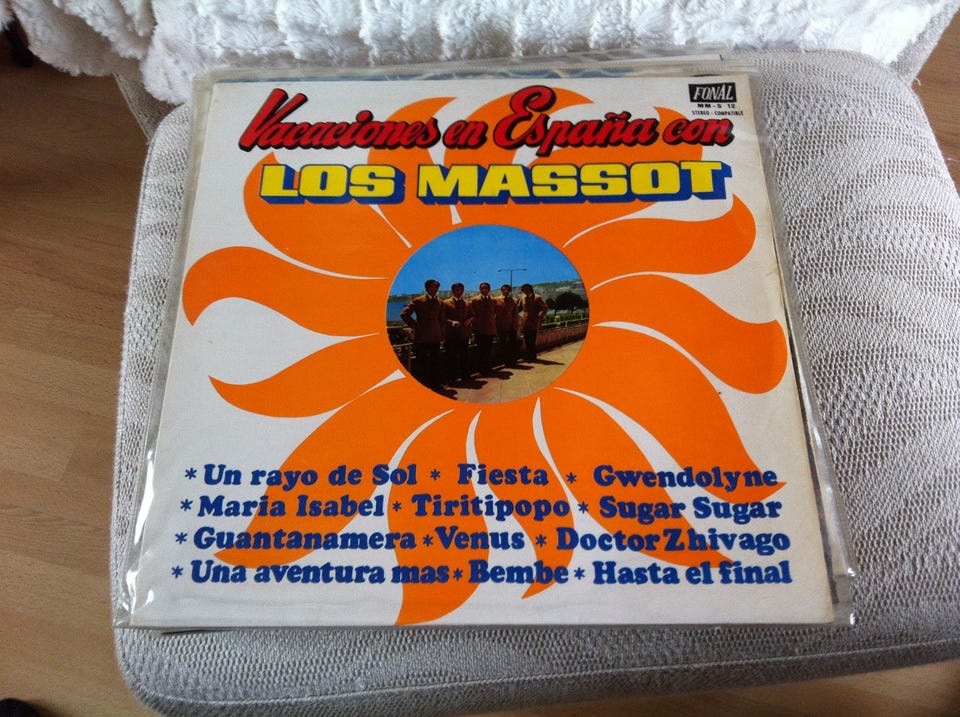 FONAL
MM-S 12
STEREO - COMPATIBLE
Vacaciones en España con
LOS MASSOT
* Un rayo de Sol * Fiesta * Gwendolyne
* Maria Isabel * Tiritipopo * Sugar Sugar
* Guantanamera * Venus * Doctor Zhivago
* Una aventura mas * Bembe * Hasta el final